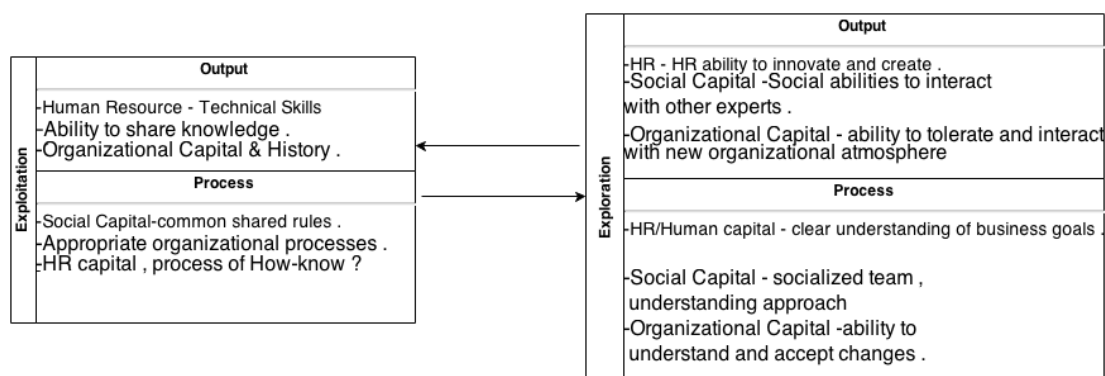 Exploitation
Output
-Human Resource - Technical Skills
-Ability to share knowledge .
-Organizational Capital & History .
Process
-Social Capital-common shared rules .
-Appropriate organizational processes .
-HR capital , process of How-know ?
Exploration
Output
-HR - HR ability to innovate and create .
-Social Capital -Social abilities to interact
with other experts .
-Organizational Capital - ability to tolerate and interact
with new organizational atmosphere
Process
-HR/Human capital - clear understanding of business goals .
-Social Capital - socialized team ,
understanding approach
-Organizational Capital -ability to
understand and accept changes .